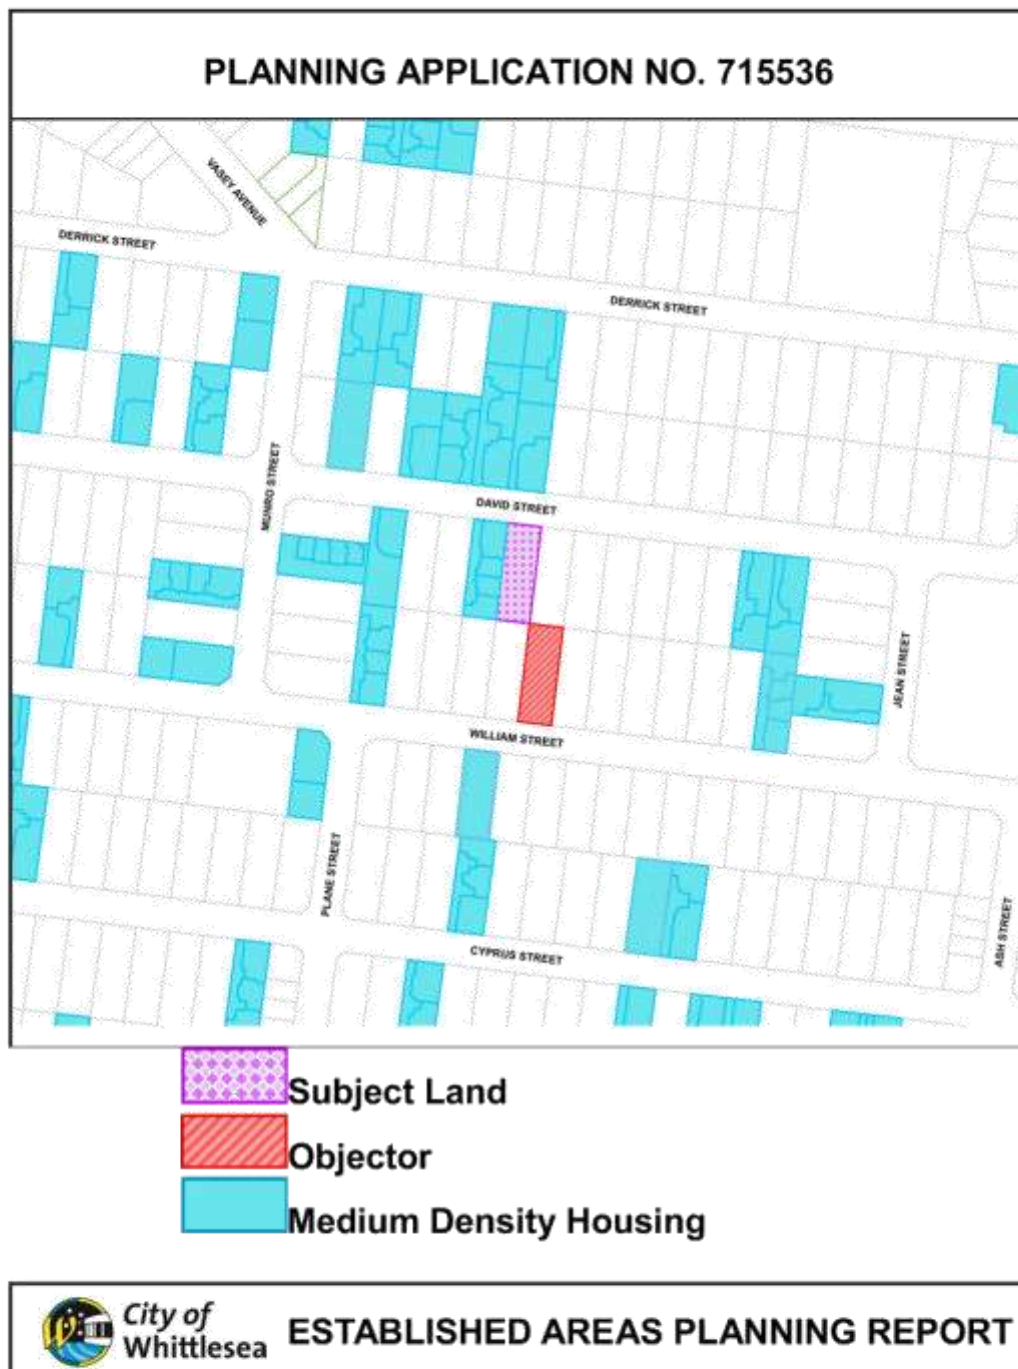 PLANNING APPLICATION NO. 715536
VASEY AVENUE
DERRICK STREET
DERRICK STREET
MUNRO STREET
DAVID STREET
JEAN STREET
WILLIAM STREET
PLANE STREET
ASH STREET
CYPRUS STREET
Subject Land
Objector
Medium Density Housing
City of
Whittlesea
ESTABLISHED AREAS PLANNING REPORT